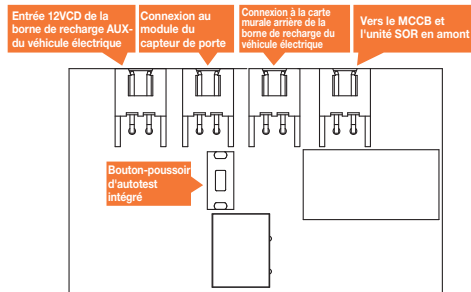 Entrée 12VCD de la
borne de recharge AUX-
du véhicule électrique
Connexion au
module du
capteur de porte
Connexion à la carte
murale arrière de la
borne de recharge du
véhicule électrique
Vers le MCCB et
l'unité SOR en amont
Bouton-poussoir
d'autotest
intégré